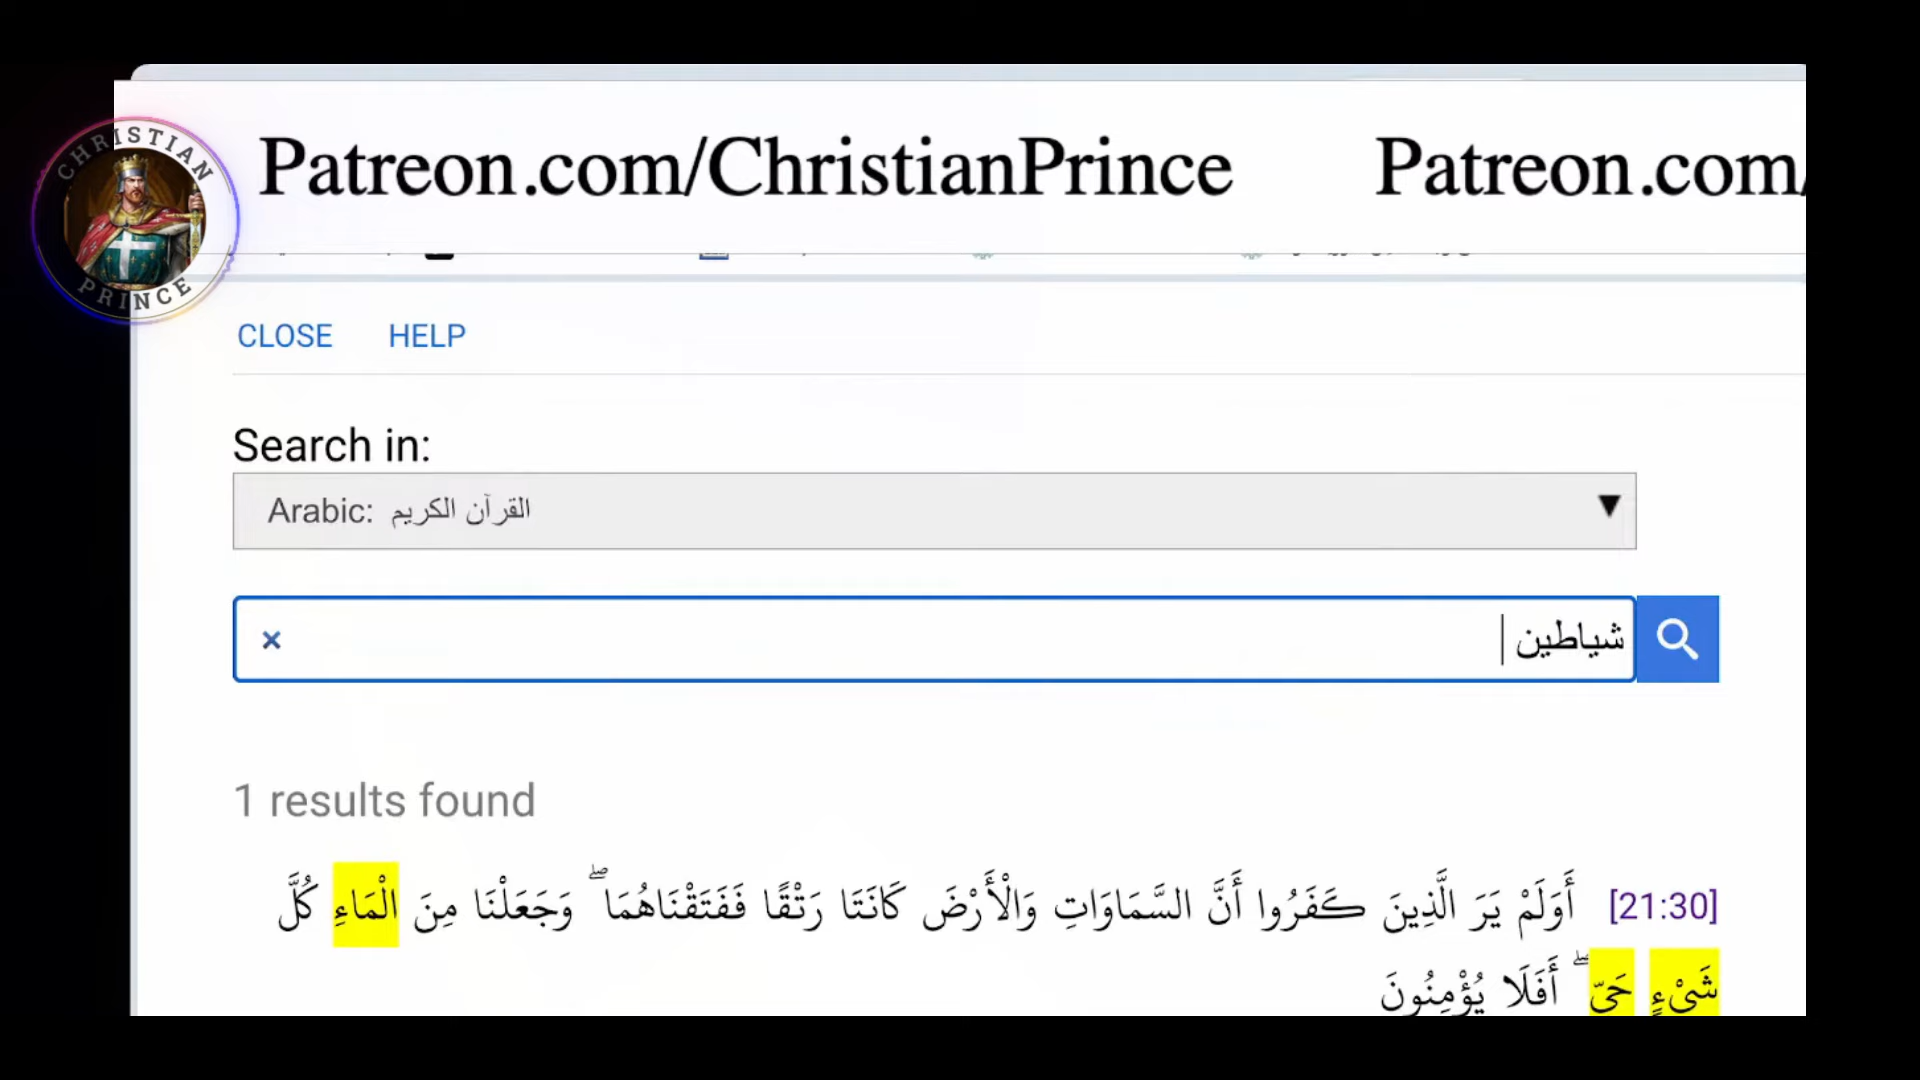 Patreon.com/ChristianPrince Patreon.com/
CHRISTIAN
PRINCE
CLOSE HELP
Search in:
Arabic: القرآن الكريم
شياطين
1 results found
[21:30] أَوَلَمْ يَرَ الَّذِينَ كَفَرُوا أَنَّ السَّمَاوَاتِ وَالْأَرْضَ كَانَتَا رَتْقًا فَفَتَقْنَاهُمَا ۖ وَجَعَلْنَا مِنَ الْمَاءِ كُلَّ
شَيْءٍ حَيٍّ ۖ أَفَلَا يُؤْمِنُونَ